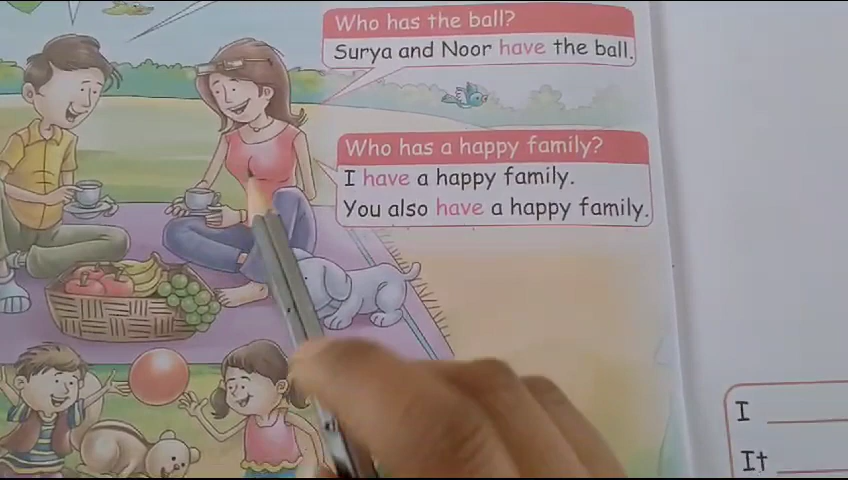 Who has the ball?
Surya and Noor have the ball.
Who has a happy family?
I have a happy family.
You also have a happy family.
I
It